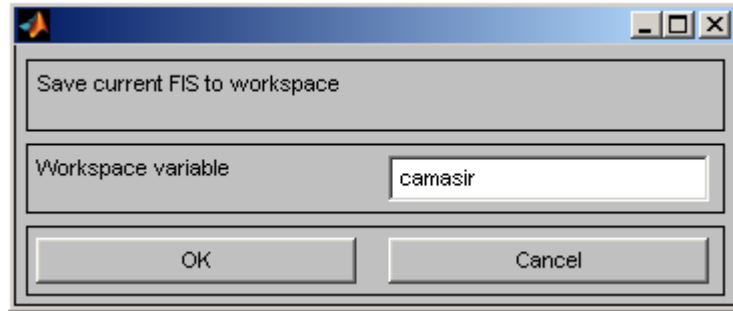 Save current FIS to workspace
Workspace variable
camasir
OK
Cancel